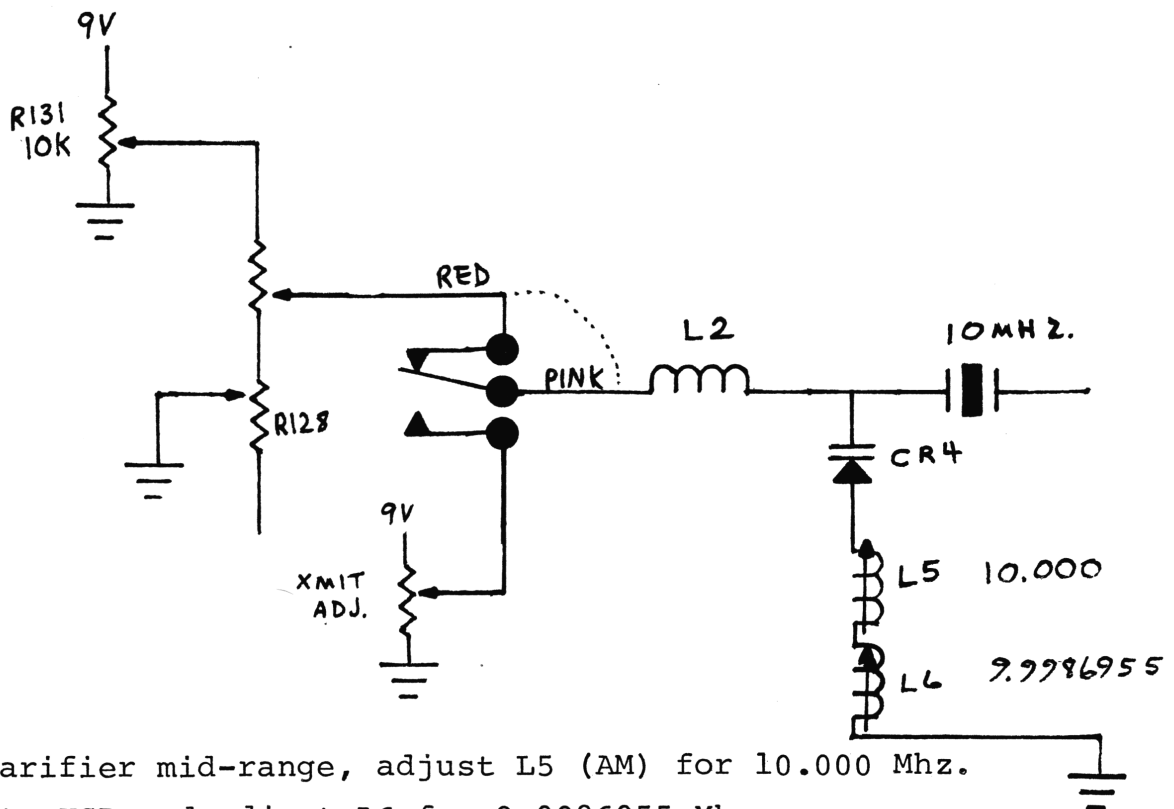 9V
R131
10K
RED
L2
10MHZ.
PINK
R128
CR4
9V
XMIT
ADJ.
L5 10.000
L6 9.9986955
arifier mid-range, adjust L5 (AM) for 10.000 Mhz.